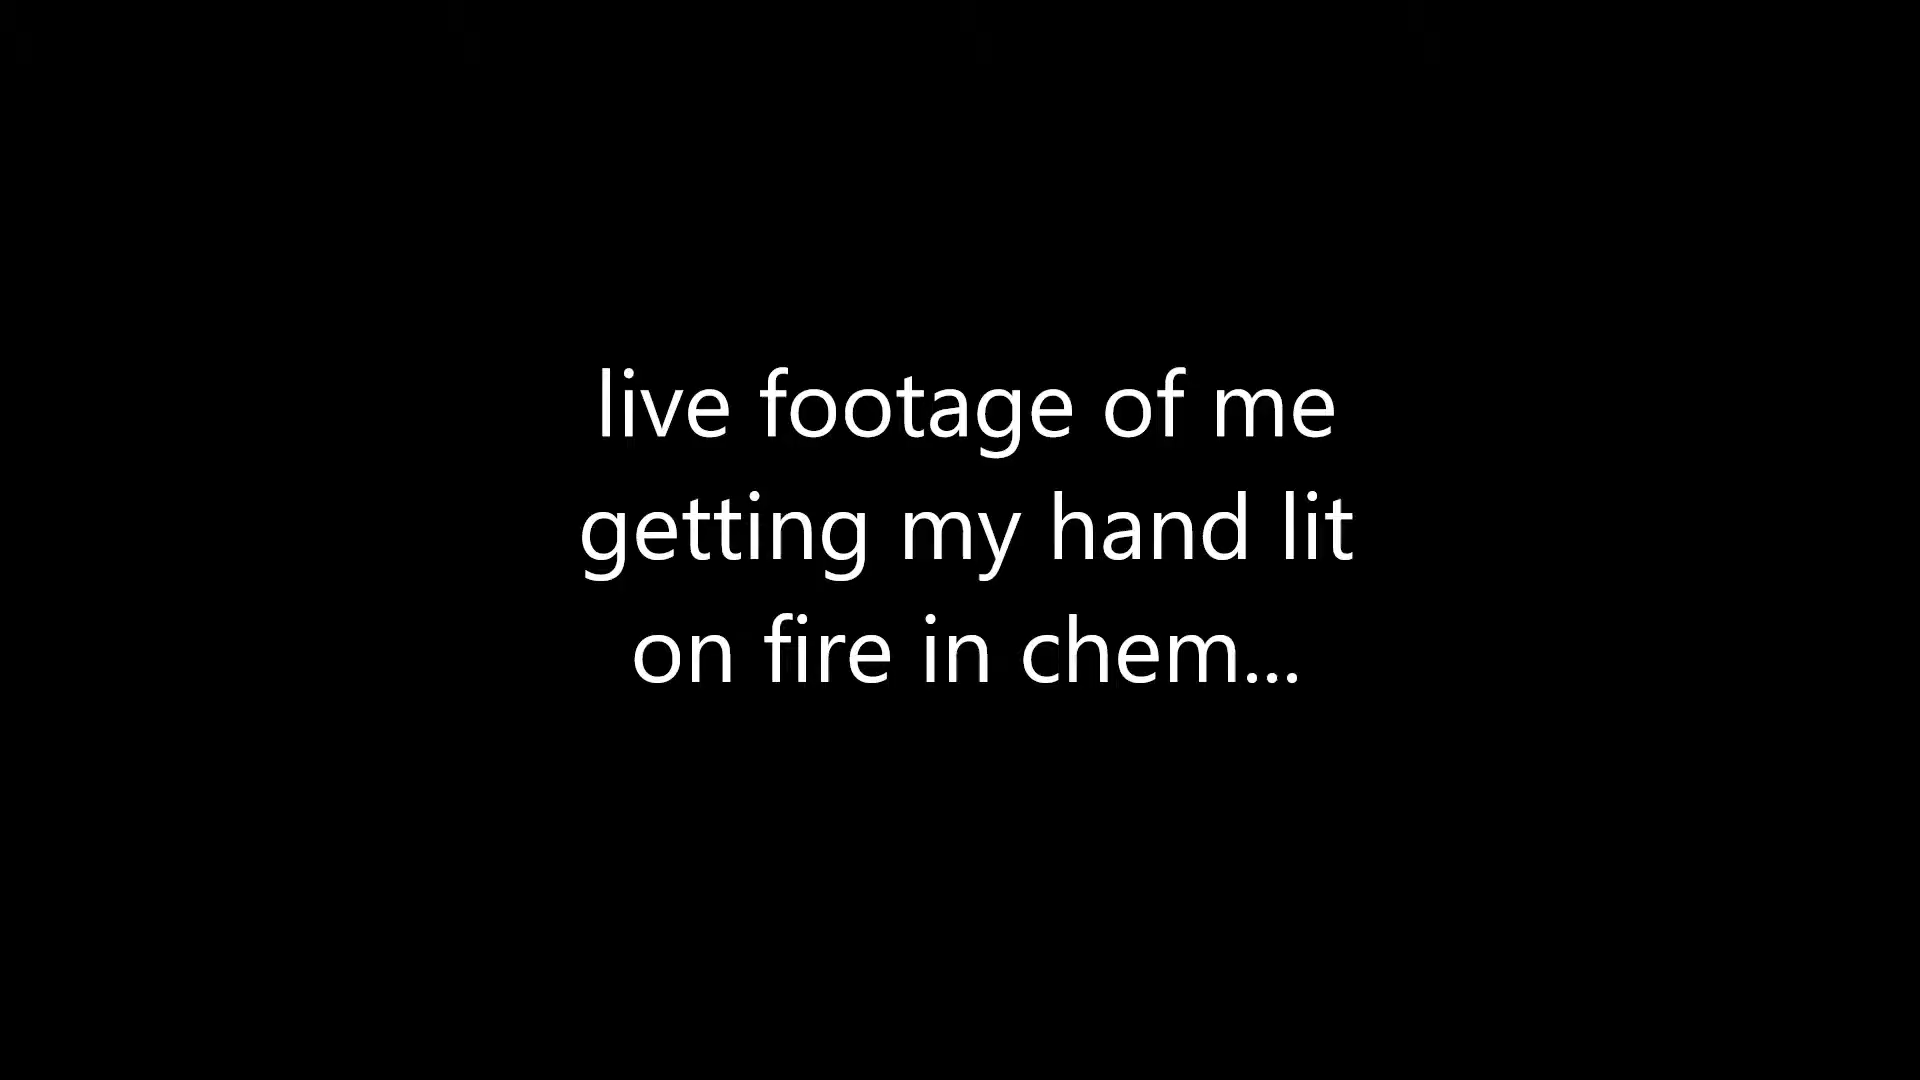 live footage of me
getting my hand lit
on fire in chem...